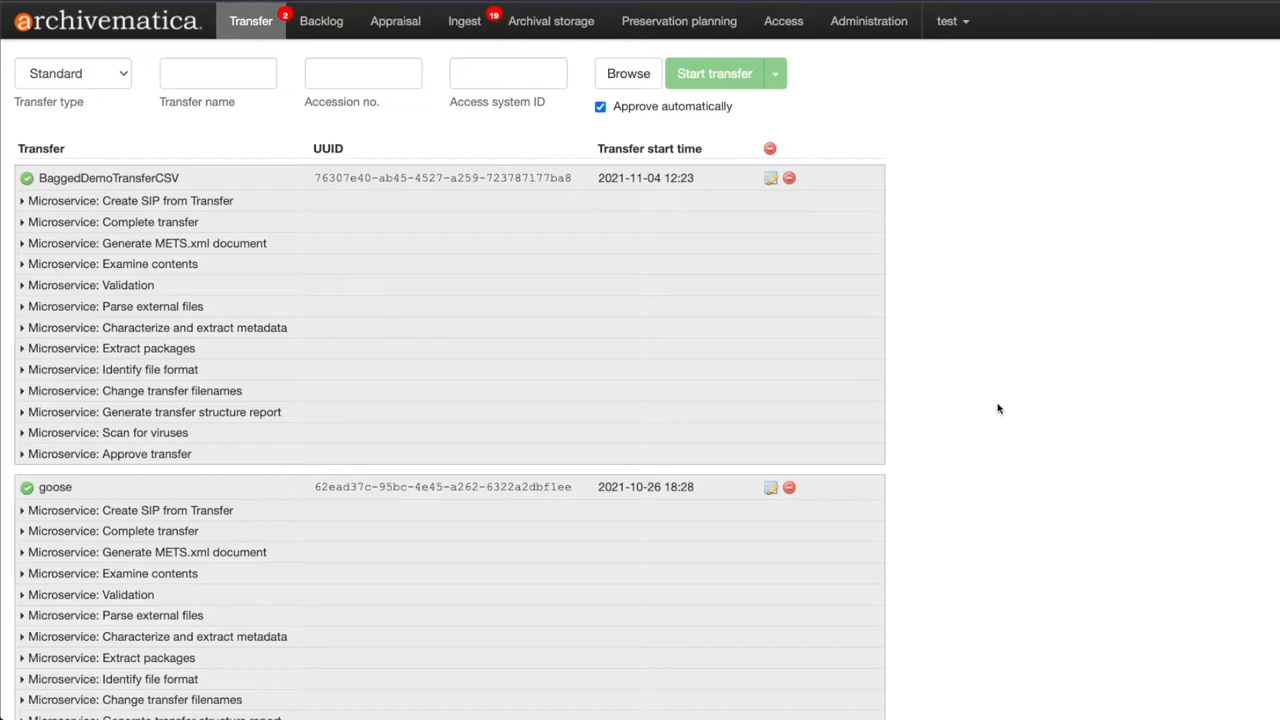 archivematica
Transfer 2 Backlog Appraisal Ingest 19 Archival storage Preservation planning Access Administration test
Standard Browse Start transfer
Transfer type Transfer name Accession no. Access system ID Approve automatically
Transfer UUID Transfer start time
BaggedDemoTransferCSV 76307e40-ab45-4527-a259-723787177ba8 2021-11-04 12:23
Microservice: Create SIP from Transfer
Microservice: Complete transfer
Microservice: Generate METS.xml document
Microservice: Examine contents
Microservice: Validation
Microservice: Parse external files
Microservice: Characterize and extract metadata
Microservice: Extract packages
Microservice: Identify file format
Microservice: Change transfer filenames
Microservice: Generate transfer structure report
Microservice: Scan for viruses
Microservice: Approve transfer
goose 62ead37c-95bc-4e45-a262-6322a2dbf1ee 2021-10-26 18:28
Microservice: Create SIP from Transfer
Microservice: Complete transfer
Microservice: Generate METS.xml document
Microservice: Examine contents
Microservice: Validation
Microservice: Parse external files
Microservice: Characterize and extract metadata
Microservice: Extract packages
Microservice: Identify file format
Microservice: Change transfer filenames